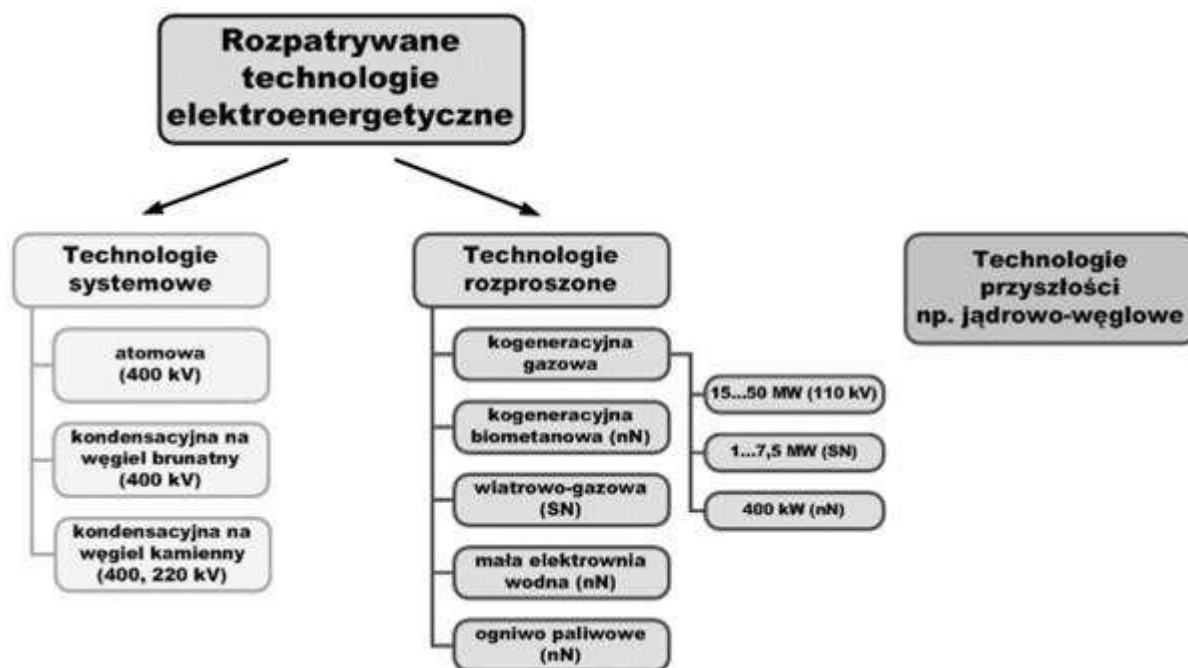 Rozpatrywane
technologie
elektroenergetyczne
Technologie
systemowe
atomowa
(400 kV)
kondensacyjna na
węgiel brunatny
(400 kV)
kondensacyjna na
węgiel kamienny
(400, 220 kV)
Technologie
rozproszone
kogeneracyjna
gazowa
kogeneracyjna
biometanowa (nN)
wiatrowo-gazowa
(SN)
mała elektrownia
wodna (nN)
ogniwo paliwowe
(nN)
15...50 MW (110 kV)
1...7,5 MW (SN)
400 kW (nN)
Technologie
przyszłości
np. jądrowo-węglowe